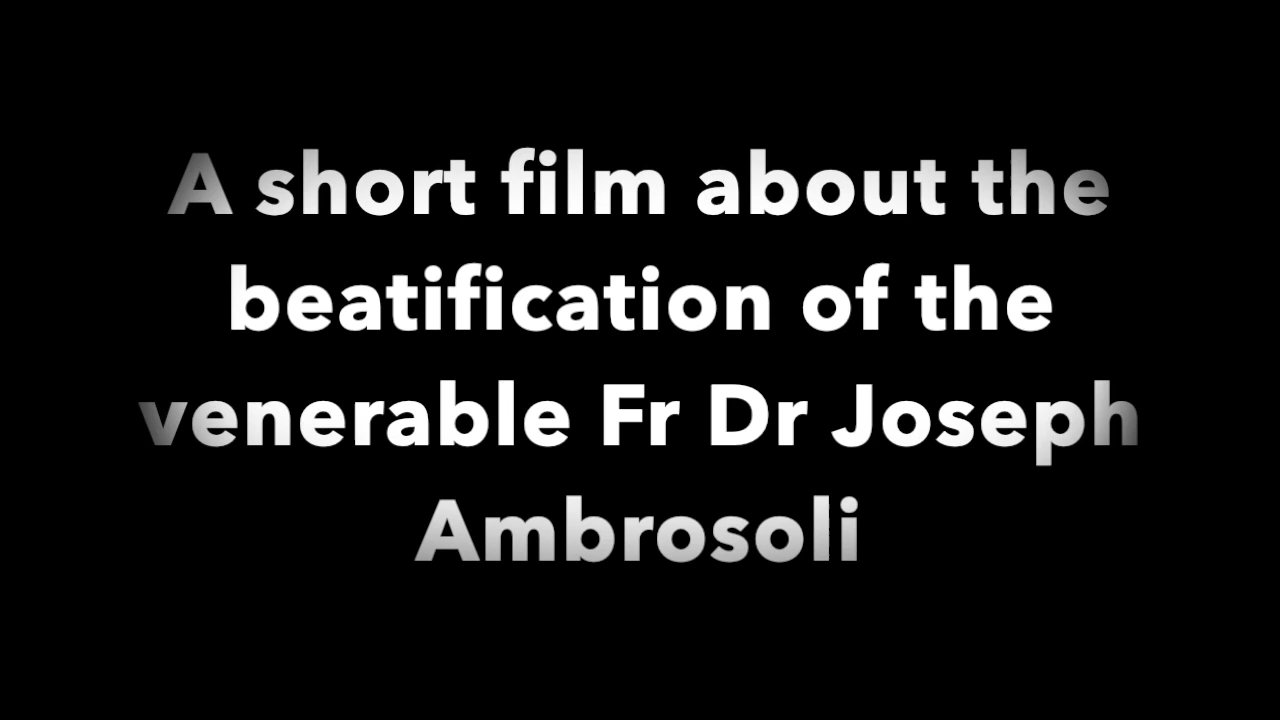 A short film about the
beatification of the
venerable Fr Dr Joseph
Ambrosoli